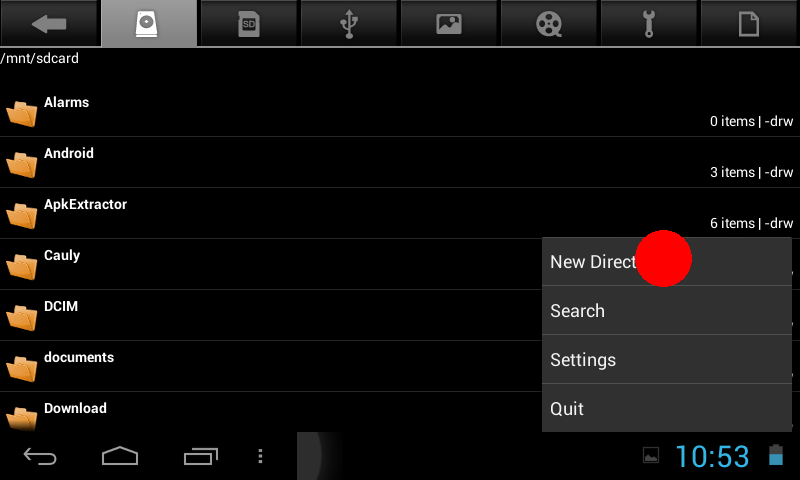 SD
/mnt/sdcard
Alarms
0 items | -drw
Android
3 items | -drw
ApkExtractor
6 items | -drw
Cauly
DCIM
documents
Download
New Direct
Search
Settings
Quit
10:53